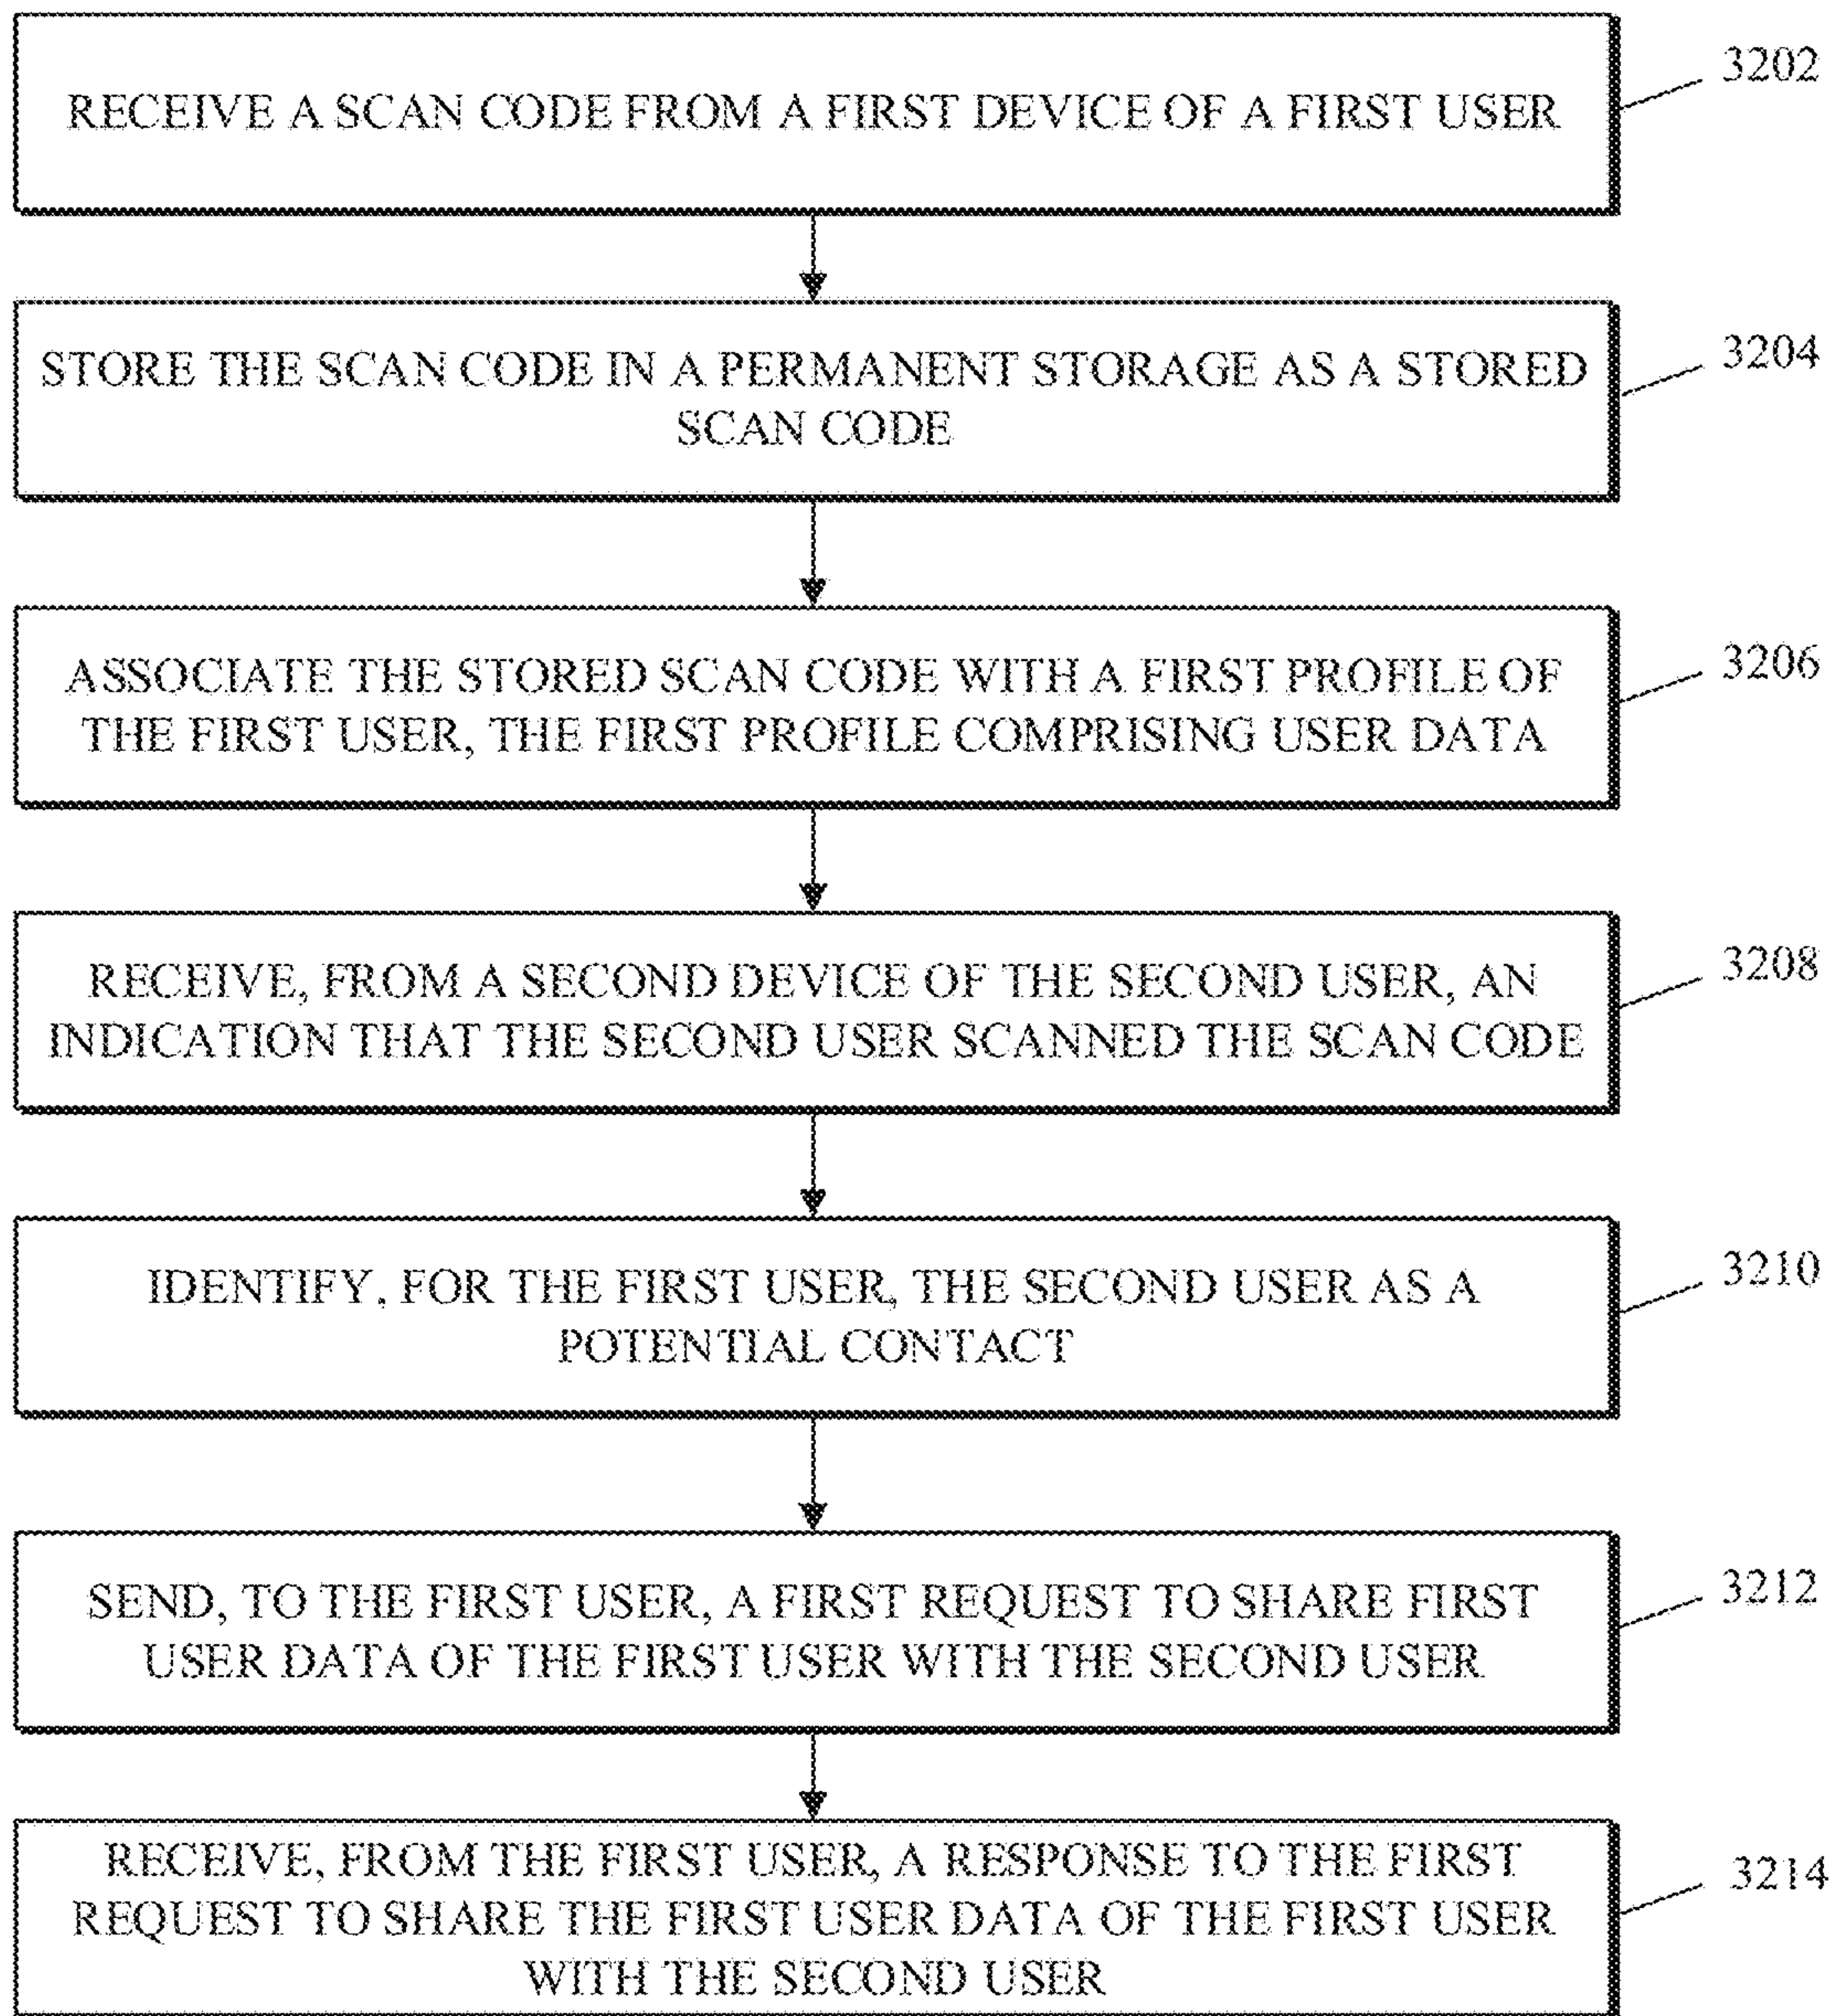 RECEIVE A SCAN CODE FROM A FIRST DEVICE OF A FIRST USER
3202
STORE THE SCAN CODE IN A PERMANENT STORAGE AS A STORED
SCAN CODE
3204
ASSOCIATE THE STORED SCAN CODE WITH A FIRST PROFILE OF
THE FIRST USER, THE FIRST PROFILE COMPRISING USER DATA
3206
RECEIVE, FROM A SECOND DEVICE OF THE SECOND USER, AN
INDICATION THAT THE SECOND USER SCANNED THE SCAN CODE
3208
IDENTIFY, FOR THE FIRST USER, THE SECOND USER AS A
POTENTIAL CONTACT
3210
SEND, TO THE FIRST USER, A FIRST REQUEST TO SHARE FIRST
USER DATA OF THE FIRST USER WITH THE SECOND USER
3212
RECEIVE, FROM THE FIRST USER, A RESPONSE TO THE FIRST
REQUEST TO SHARE THE FIRST USER DATA OF THE FIRST USER
WITH THE SECOND USER
3214